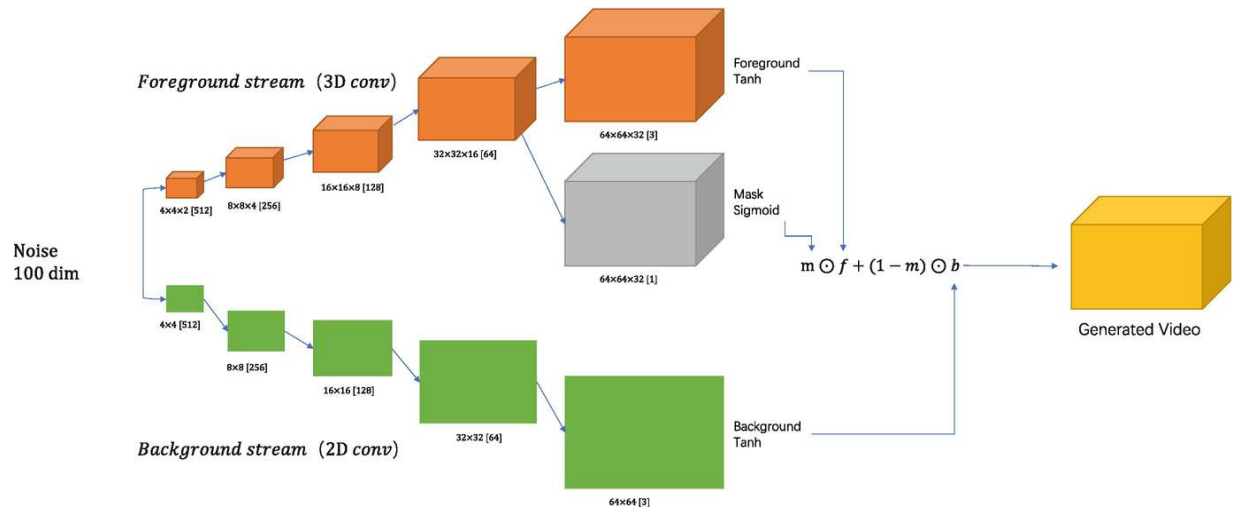 Foreground stream (3D conv)
4×4×2 [512]
8×8×4 [256]
16×16×8 [128]
32×32×16 [64]
64×64×32 [3]
Foreground
Tanh
64×64×32 [1]
Mask
Sigmoid
Noise
100 dim
m ⊙ f + (1 − m) ⊙ b
Generated Video
4×4 [512]
8×8 [256]
16×16 [128]
32×32 [64]
64×64 [3]
Background
Tanh
Background stream (2D conv)